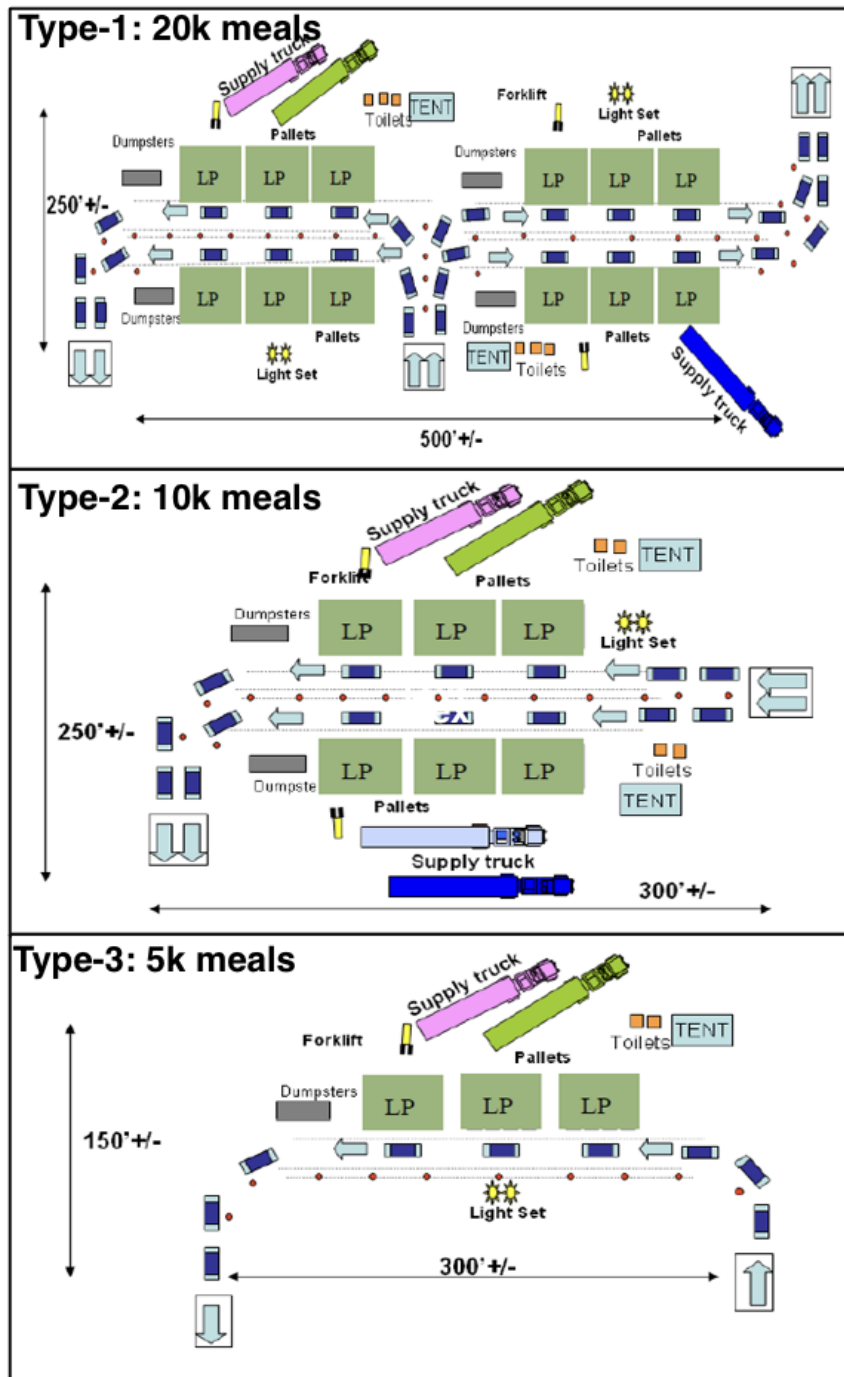 Type-1: 20k meals
Supply truck
Forklift
Light Set
Toilets
TENT
Pallets
Pallets
Dumpsters
Dumpsters
LP LP LP LP LP LP
250'+/-
LP LP LP LP LP LP
Dumpsters
Dumpsters
Pallets
Pallets
Light Set
TENT
Toilets
Supply truck
500'+/-
Type-2: 10k meals
Supply truck
Toilets
TENT
Forklift
Pallets
Dumpsters
LP LP LP
Light Set
ex
250'+/-
LP LP LP
Toilets
Dumpste
TENT
Pallets
Supply truck
300'+/-
Type-3: 5k meals
Supply truck
Forklift
Toilets
TENT
Pallets
Dumpsters
LP LP LP
150'+/-
Light Set
300'+/-